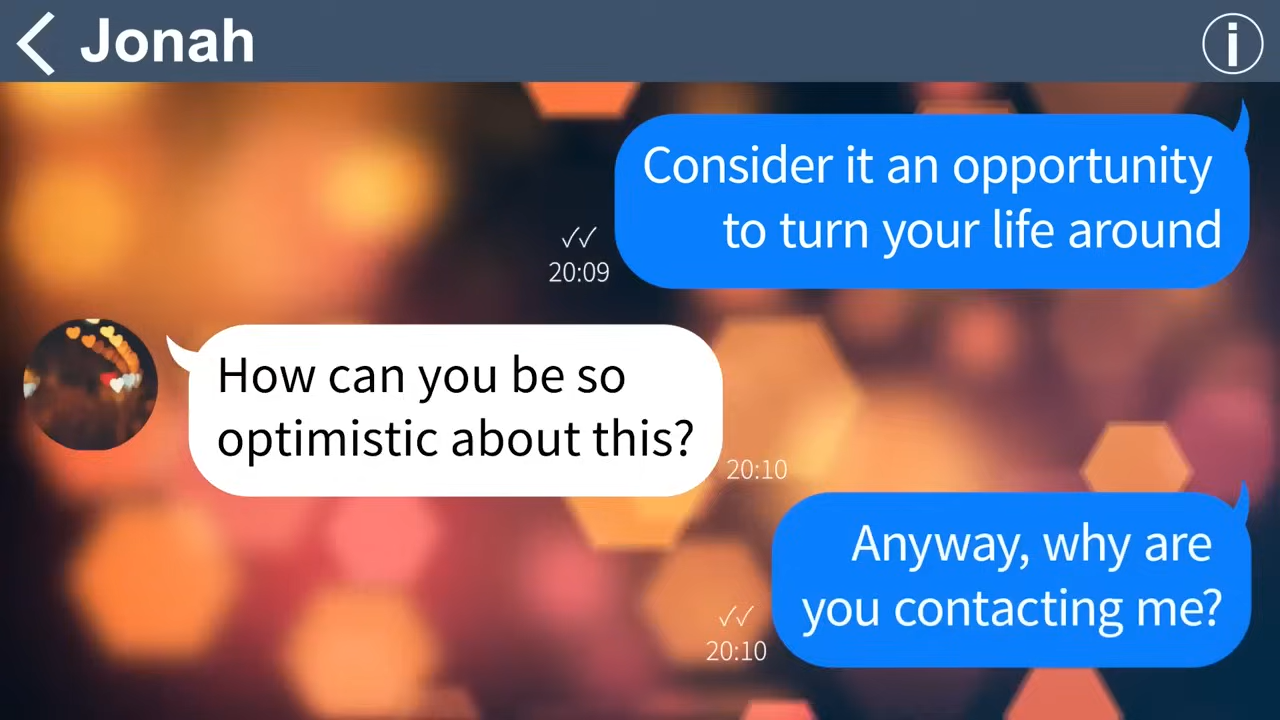 Jonah
i
Consider it an opportunity
to turn your life around
✓✓
20:09
How can you be so
optimistic about this?
20:10
Anyway, why are
you contacting me?
✓✓
20:10